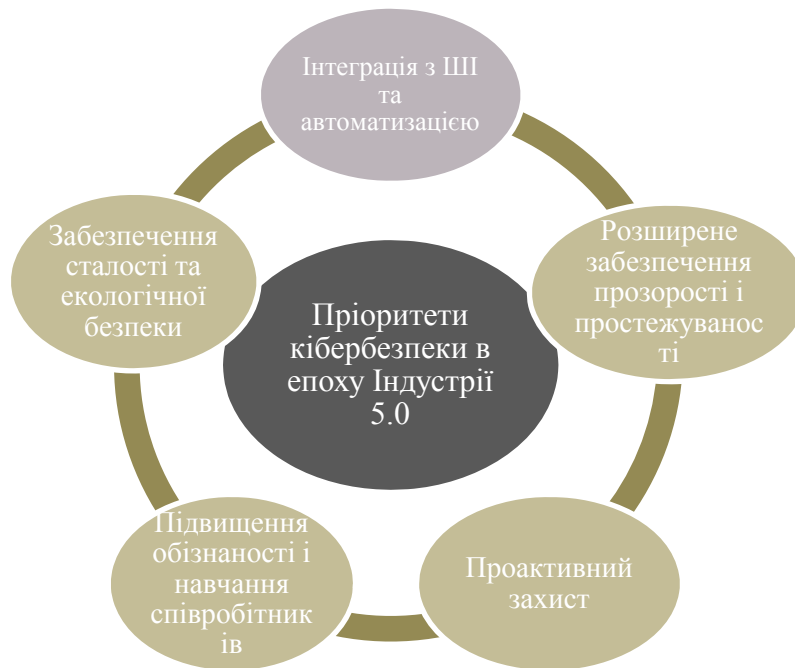 Інтеграція з ШІ
та
автоматизацією
Розширене
забезпечення
прозорості і
простежуванос
ті
Проактивний
захист
Підвищення
обізнаності і
навчання
співробітник
ів
Забезпечення
сталості та
екологічної
безпеки
Пріоритети
кібербезпеки в
епоху Індустрії
5.0